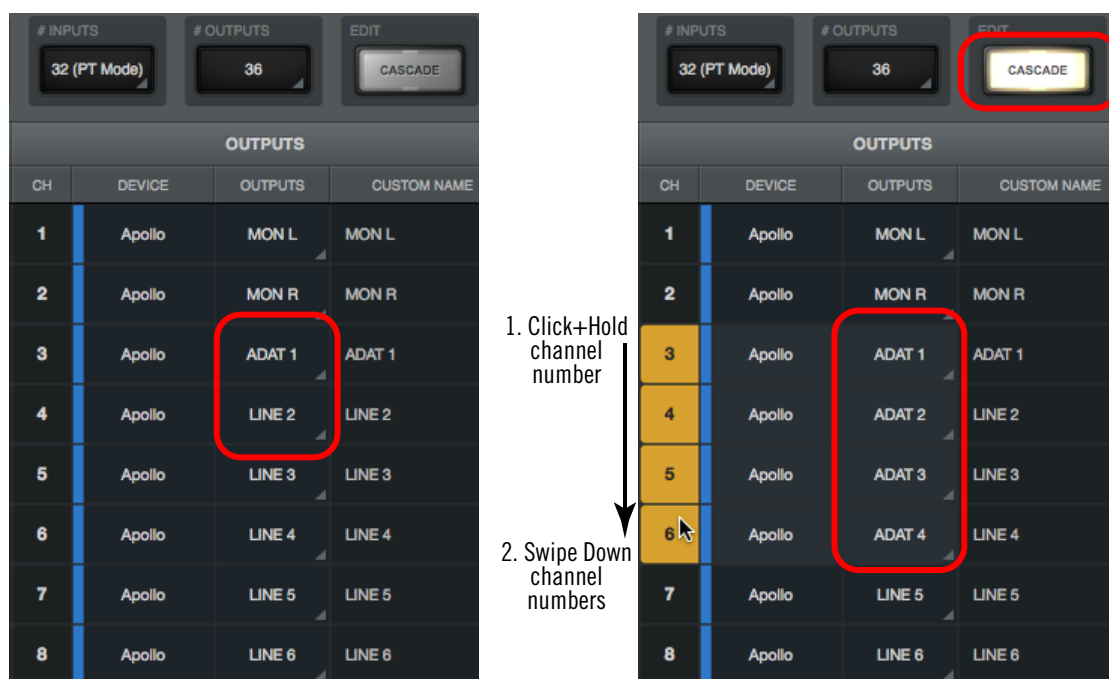 # INPUTS # OUTPUTS EDIT
32 (PT Mode) 36 CASCADE
OUTPUTS
CH DEVICE OUTPUTS CUSTOM NAME
1 Apollo MON L MON L
2 Apollo MON R MON R
3 Apollo ADAT 1 ADAT 1
4 Apollo LINE 2 LINE 2
5 Apollo LINE 3 LINE 3
6 Apollo LINE 4 LINE 4
7 Apollo LINE 5 LINE 5
8 Apollo LINE 6 LINE 6
1. Click+Hold
channel
number
2. Swipe Down
channel
numbers
# INPUTS # OUTPUTS EDIT
32 (PT Mode) 36 CASCADE
OUTPUTS
CH DEVICE OUTPUTS CUSTOM NAME
1 Apollo MON L MON L
2 Apollo MON R MON R
3 Apollo ADAT 1 ADAT 1
4 Apollo ADAT 2 LINE 2
5 Apollo ADAT 3 LINE 3
6 Apollo ADAT 4 LINE 4
7 Apollo LINE 5 LINE 5
8 Apollo LINE 6 LINE 6